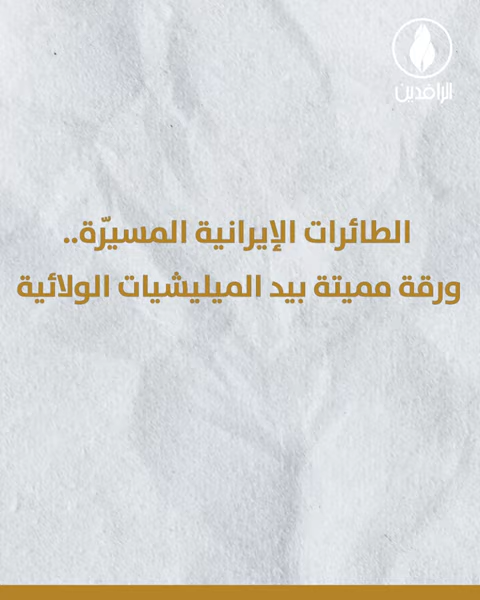 الرافدين
الطائرات الإيرانية المسيّرة..
ورقة مميتة بيد الميليشيات الولائية